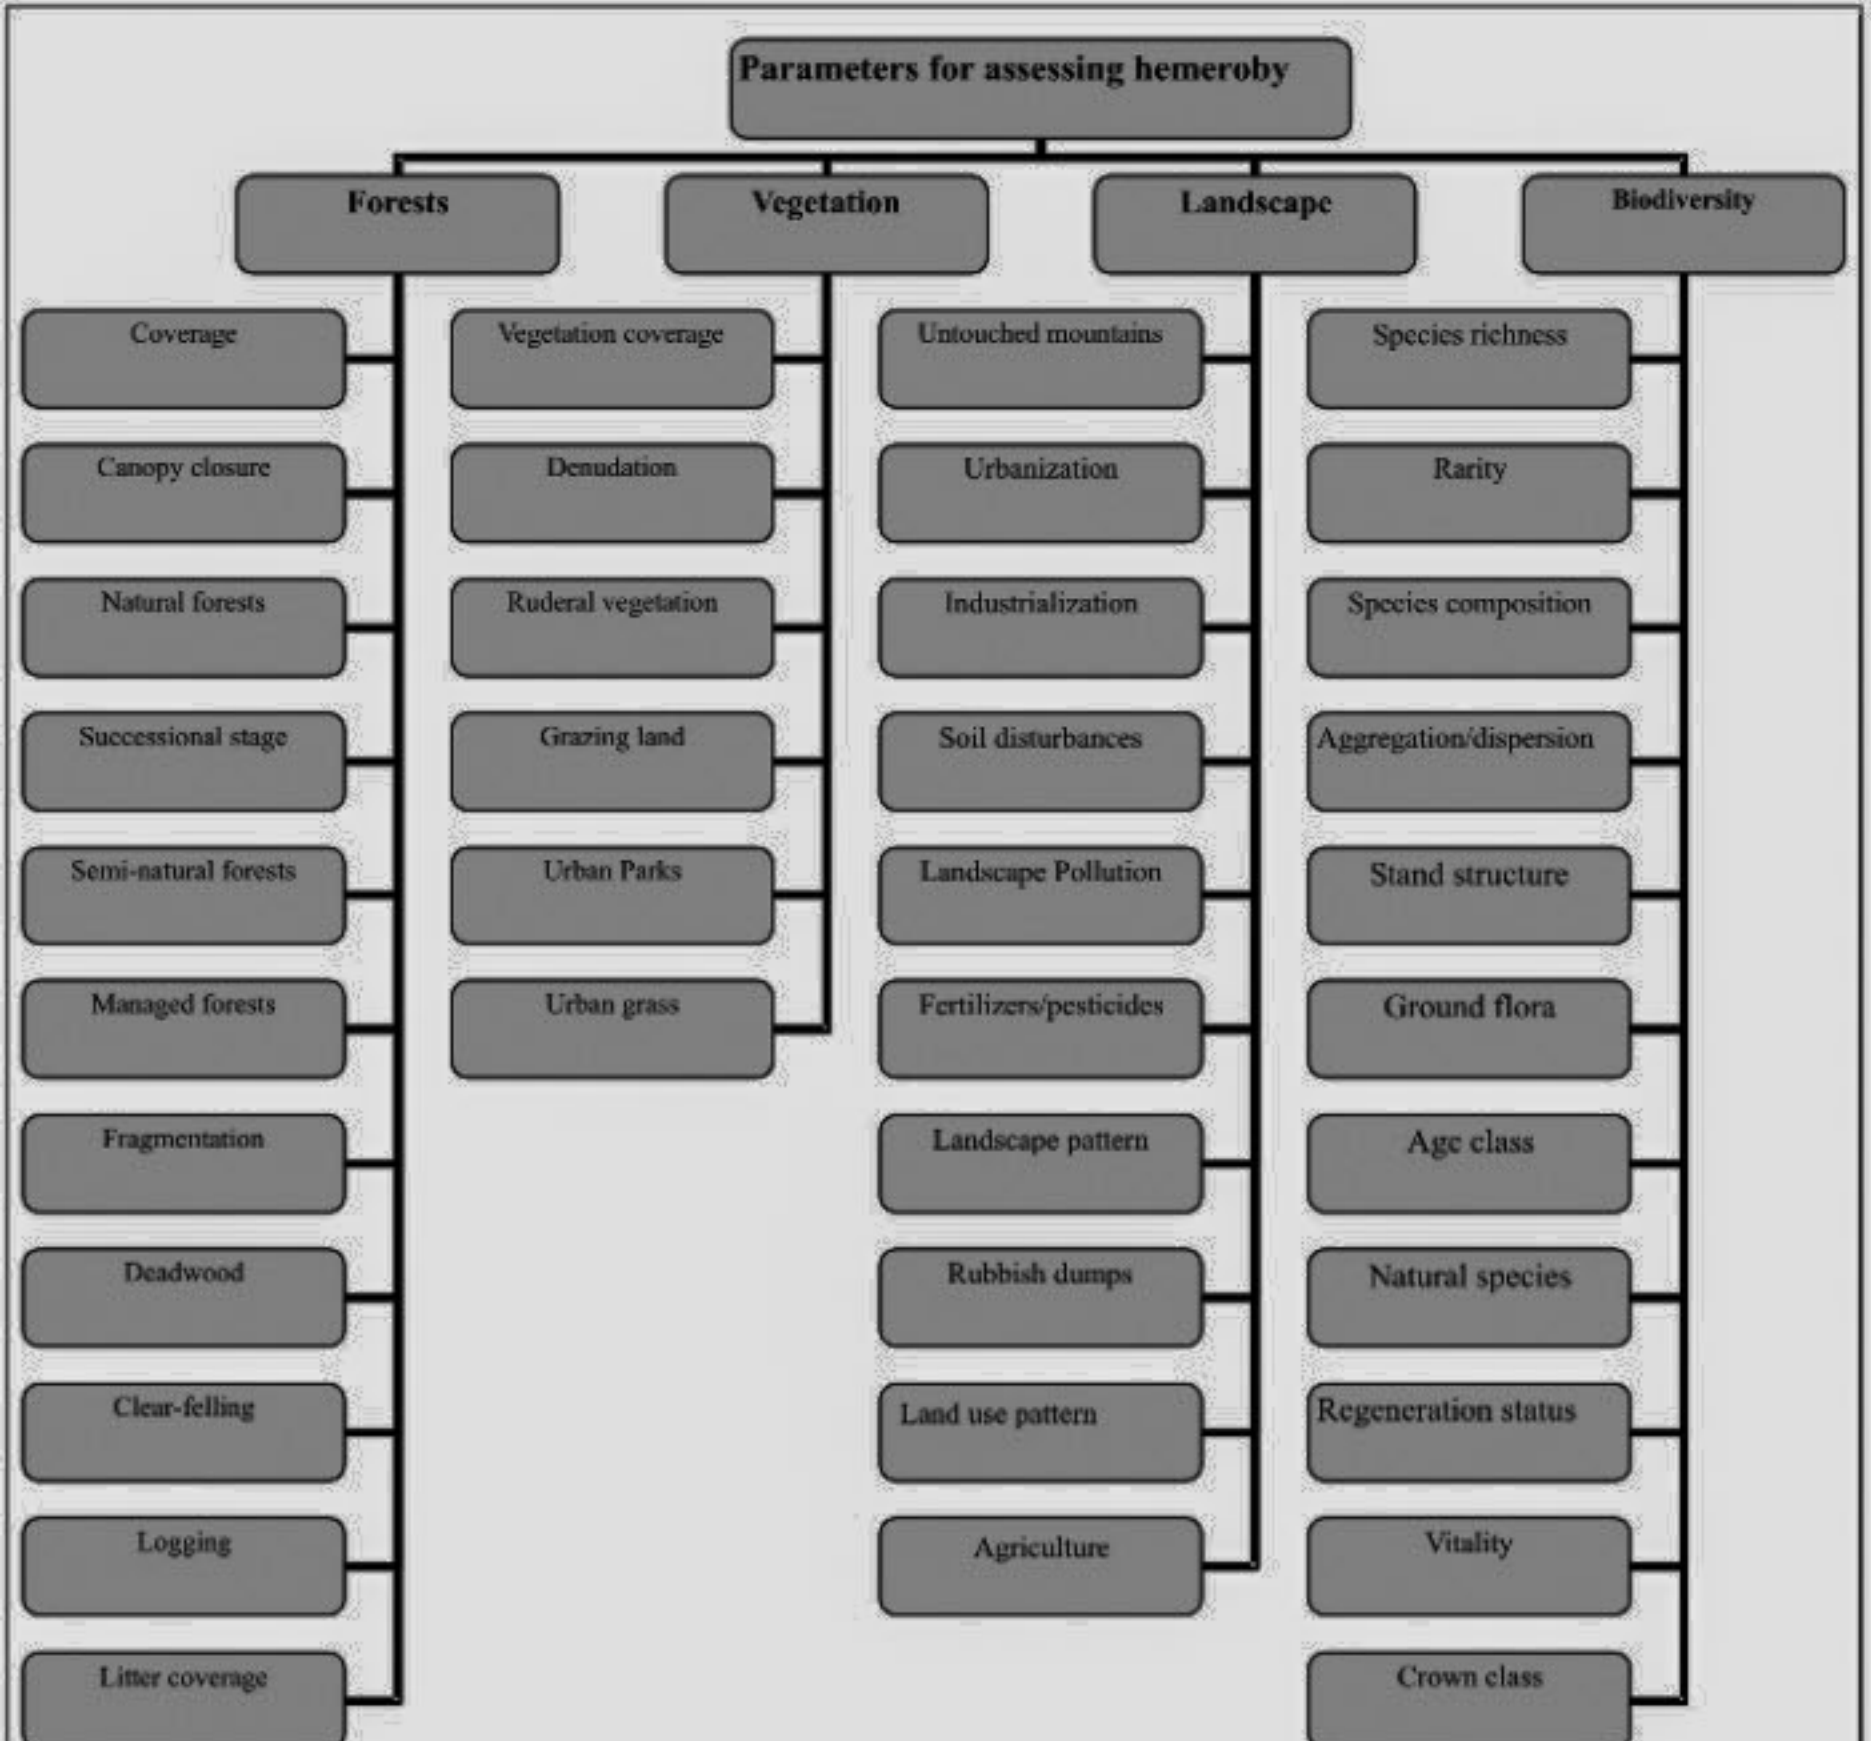 Parameters for assessing hemeroby
Forests
Vegetation
Landscape
Biodiversity
Coverage
Canopy closure
Natural forests
Successional stage
Semi-natural forests
Managed forests
Fragmentation
Deadwood
Clear-felling
Logging
Litter coverage
Vegetation coverage
Denudation
Ruderal vegetation
Grazing land
Urban Parks
Urban grass
Untouched mountains
Urbanization
Industrialization
Soil disturbances
Landscape Pollution
Fertilizers/pesticides
Landscape pattern
Rubbish dumps
Land use pattern
Agriculture
Species richness
Rarity
Species composition
Aggregation/dispersion
Stand structure
Ground flora
Age class
Natural species
Regeneration status
Vitality
Crown class